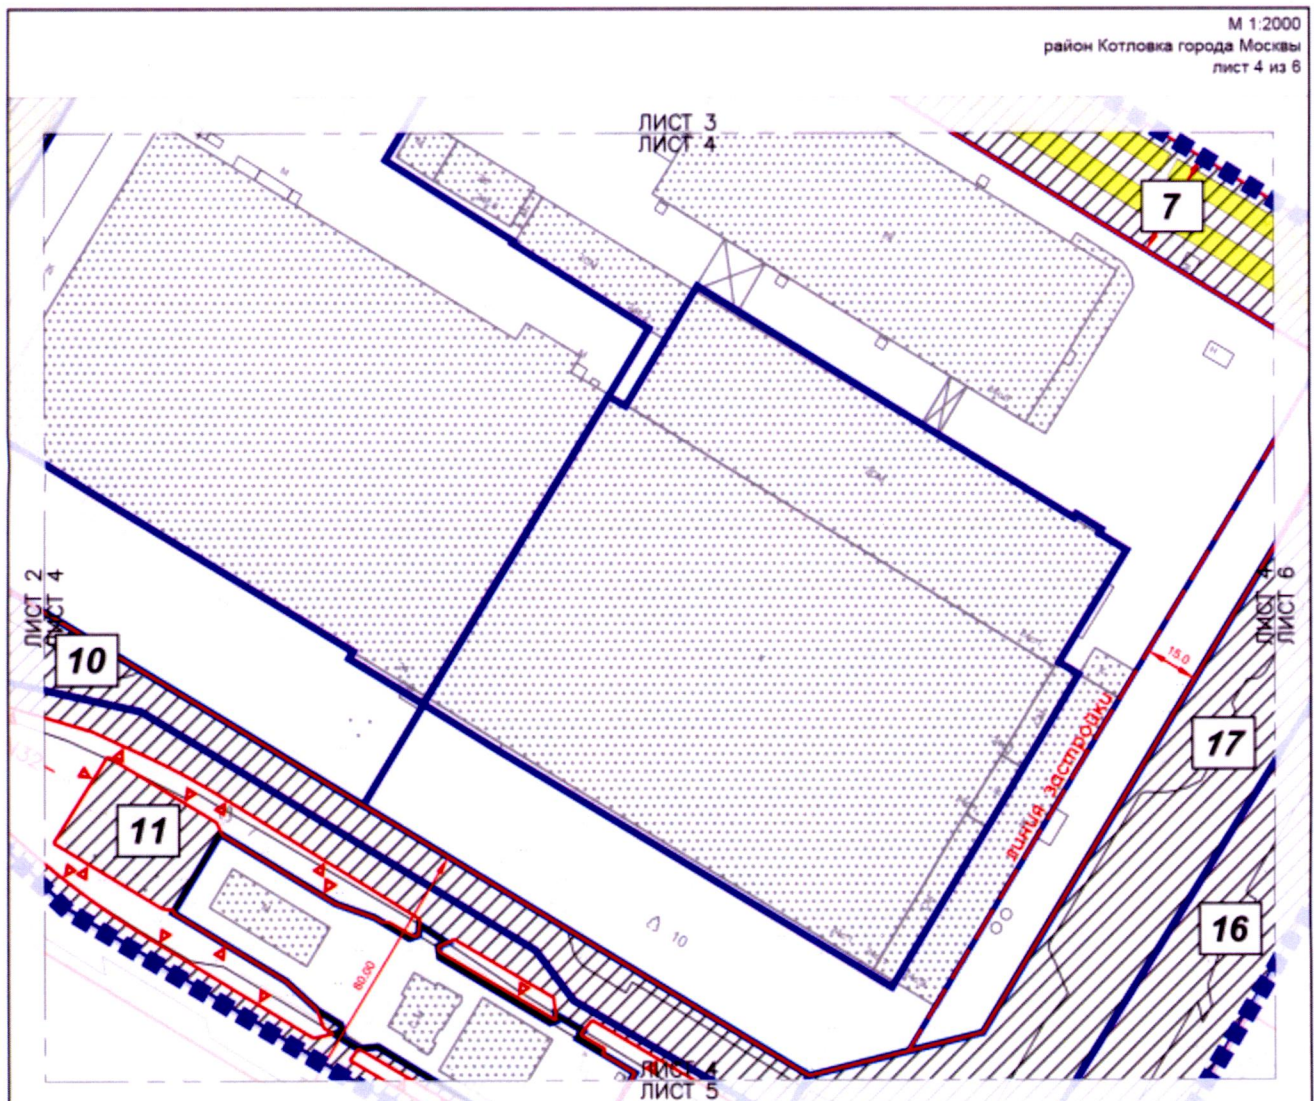 М 1:2000
район Котловка города Москвы
лист 4 из 6
ЛИСТ 3
ЛИСТ 4
7
ЛИСТ 2
ЛИСТ 4
ЛИСТ 4
ЛИСТ 6
10
15.0
17
линия застройки
11
16
10
80.00
ЛИСТ 4
ЛИСТ 5